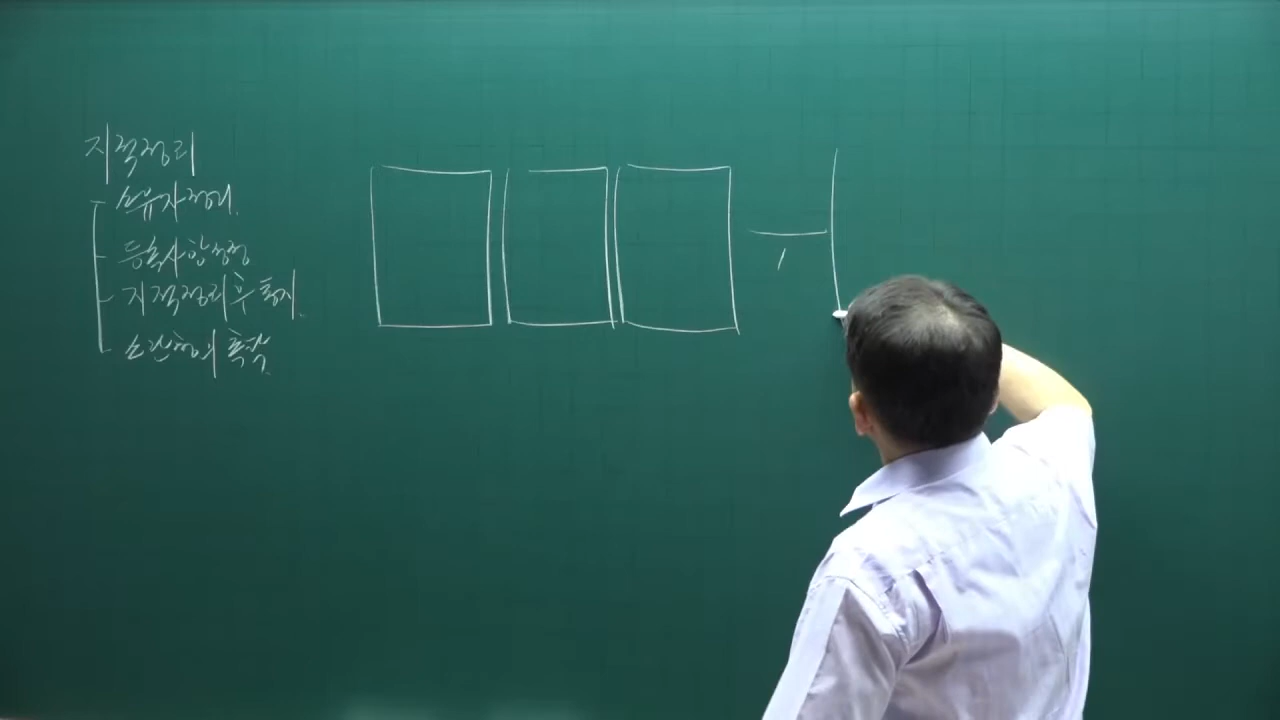 지적정리
소유자정리
등록사항정정
지적정리 후 통지
소관청의 촉탁